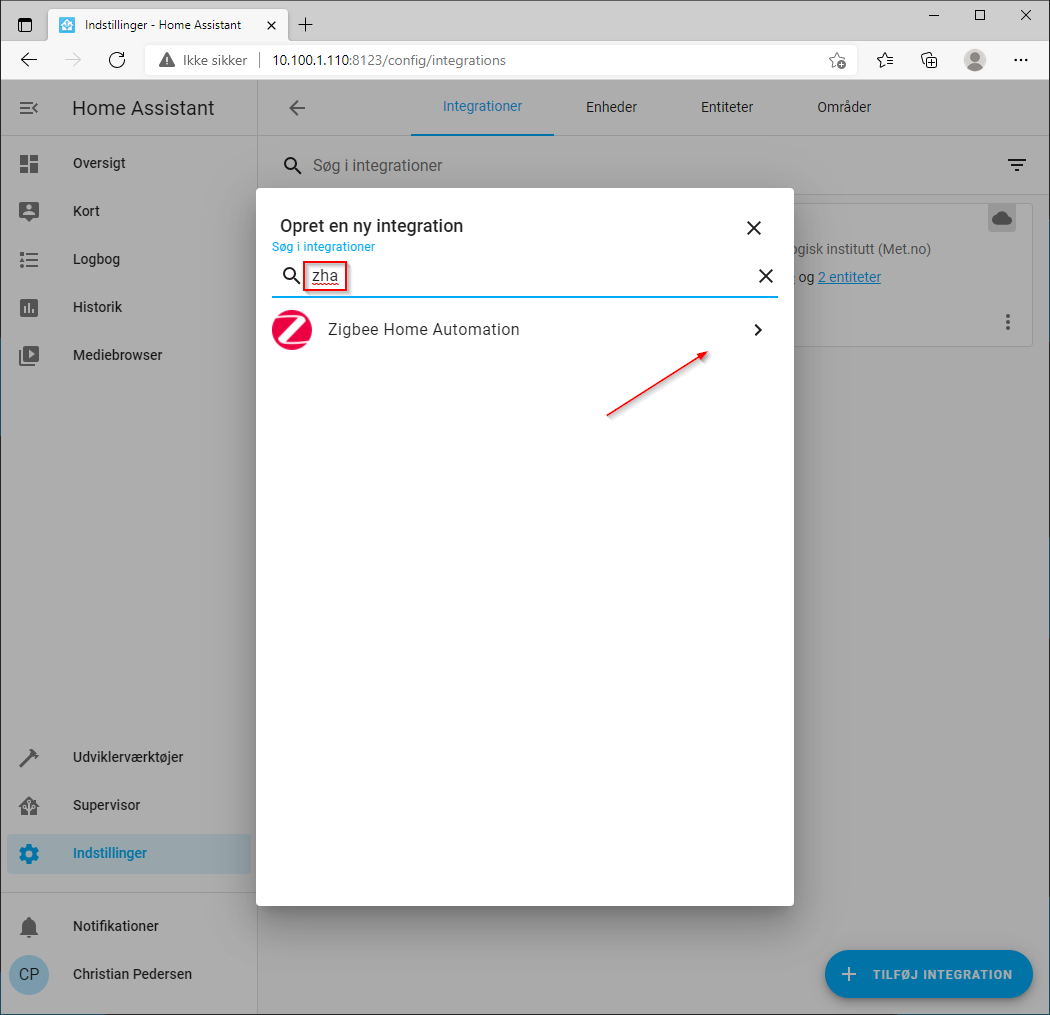 Indstillinger - Home Assistant
Ikke sikker
10.100.1.110:8123/config/integrations
Home Assistant
Integrationer
Enheder
Entiteter
Områder
Oversigt
Kort
Logbog
Historik
Mediebrowser
Udviklerværktøjer
Supervisor
Indstillinger
Notifikationer
CP
Christian Pedersen
Søg i integrationer
ogisk institutt (Met.no)
og 2 entiteter
Opret en ny integration
Søg i integrationer
zha
Zigbee Home Automation
TILFØJ INTEGRATION